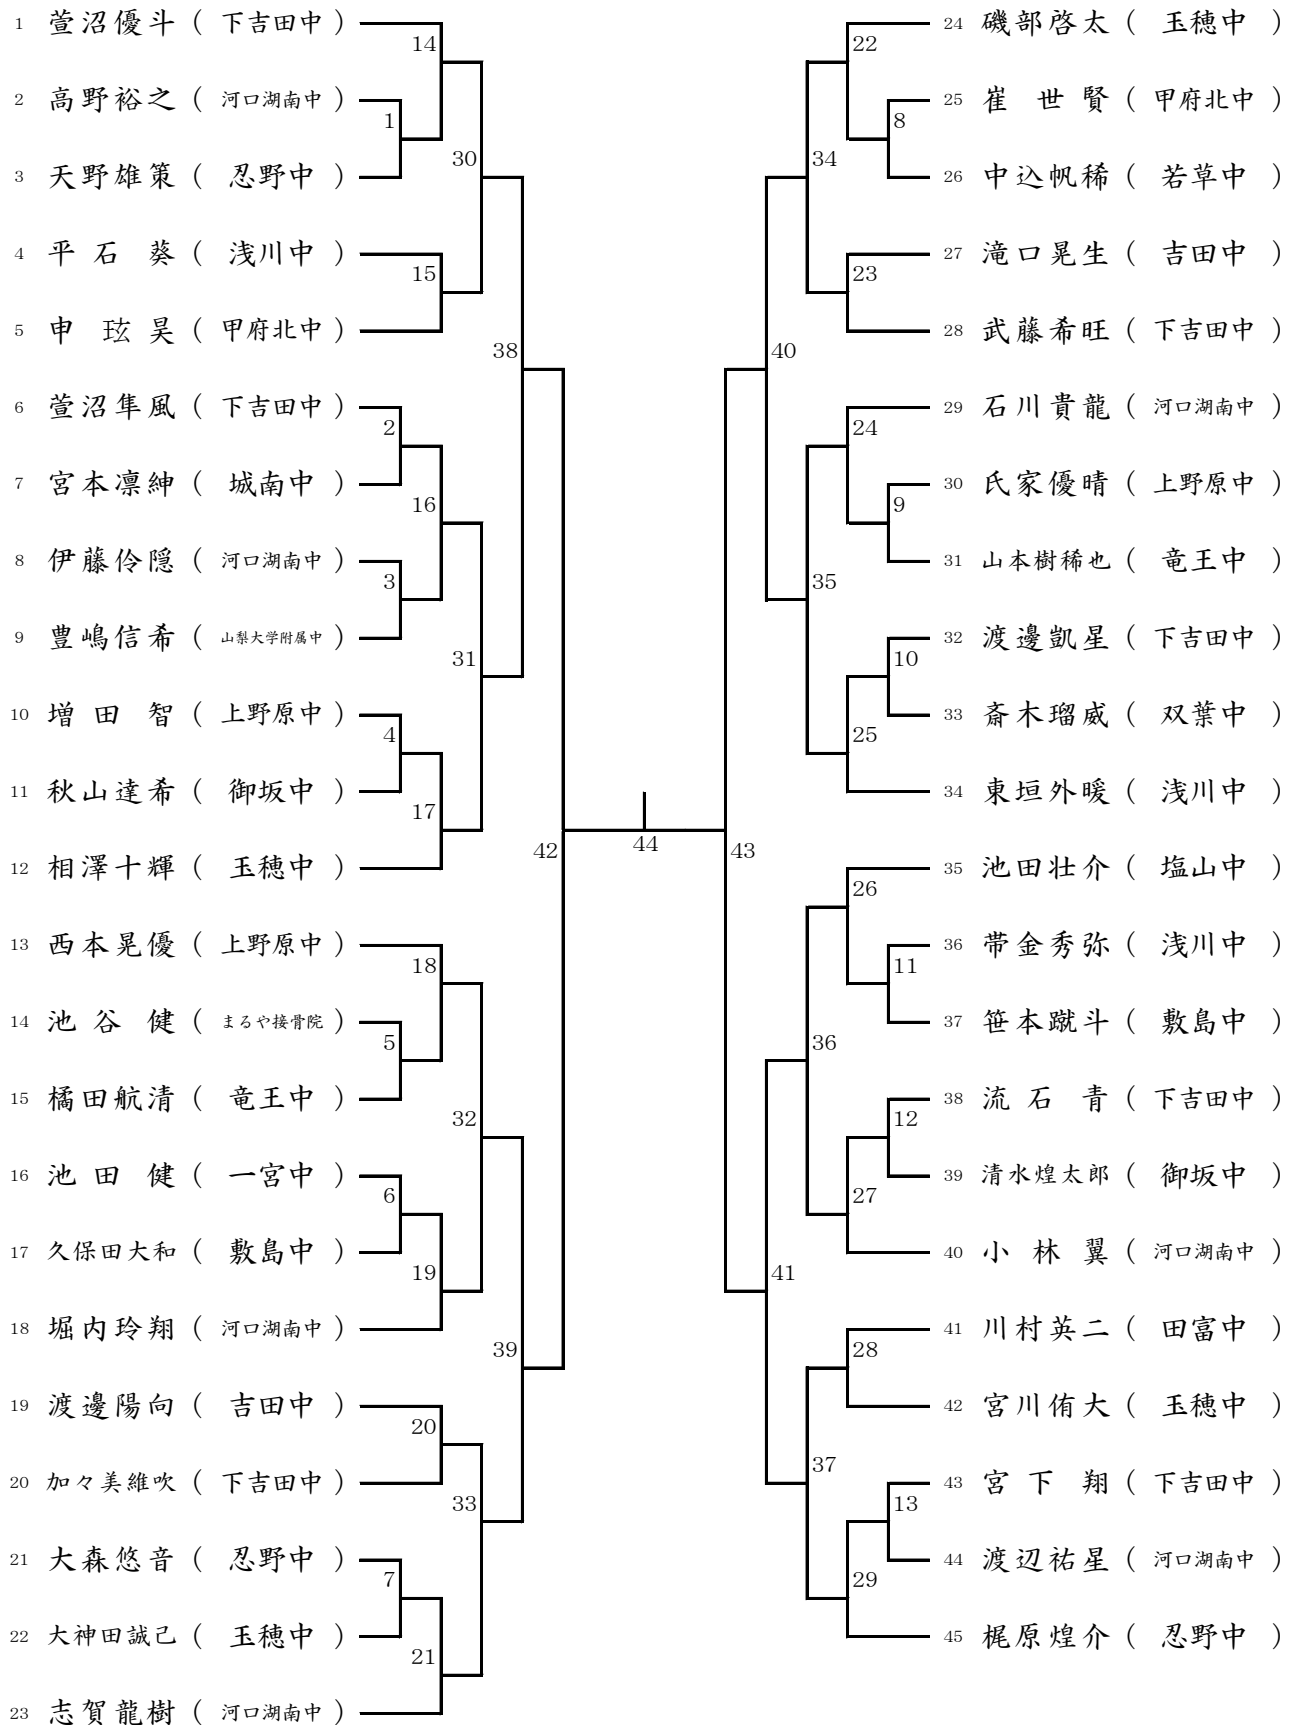 1 萱沼優斗 ( 下吉田中 )
2 高野裕之 ( 河口湖南中 )
3 天野雄策 ( 忍野中 )
4 平石 葵 ( 浅川中 )
5 申 玹昊 ( 甲府北中 )
6 萱沼隼風 ( 下吉田中 )
7 宮本凛紳 ( 城南中 )
8 伊藤伶隠 ( 河口湖南中 )
9 豊嶋信希 ( 山梨大学附属中 )
10 増田 智 ( 上野原中 )
11 秋山達希 ( 御坂中 )
12 相澤十輝 ( 玉穂中 )
13 西本晃優 ( 上野原中 )
14 池谷 健 ( まるや接骨院 )
15 橘田航清 ( 竜王中 )
16 池田 健 ( 一宮中 )
17 久保田大和 ( 敷島中 )
18 堀内玲翔 ( 河口湖南中 )
19 渡邊陽向 ( 吉田中 )
20 加々美維吹 ( 下吉田中 )
21 大森悠音 ( 忍野中 )
22 大神田誠己 ( 玉穂中 )
23 志賀龍樹 ( 河口湖南中 )
14
1
30
15
38
2
16
3
31
4
17
42
18
5
32
6
19
39
20
33
7
21
44
43
22
8
34
23
40
24
9
35
10
25
26
11
36
12
27
41
28
37
13
29
24 磯部啓太 ( 玉穂中 )
25 崔 世賢 ( 甲府北中 )
26 中込帆稀 ( 若草中 )
27 滝口晃生 ( 吉田中 )
28 武藤希旺 ( 下吉田中 )
29 石川貴龍 ( 河口湖南中 )
30 氏家優晴 ( 上野原中 )
31 山本樹稀也 ( 竜王中 )
32 渡邊凱星 ( 下吉田中 )
33 斎木瑠威 ( 双葉中 )
34 東垣外暖 ( 浅川中 )
35 池田壮介 ( 塩山中 )
36 帯金秀弥 ( 浅川中 )
37 笹本蹴斗 ( 敷島中 )
38 流石 青 ( 下吉田中 )
39 清水煌太郎 ( 御坂中 )
40 小林 翼 ( 河口湖南中 )
41 川村英二 ( 田富中 )
42 宮川侑大 ( 玉穂中 )
43 宮下 翔 ( 下吉田中 )
44 渡辺祐星 ( 河口湖南中 )
45 梶原煌介 ( 忍野中 )